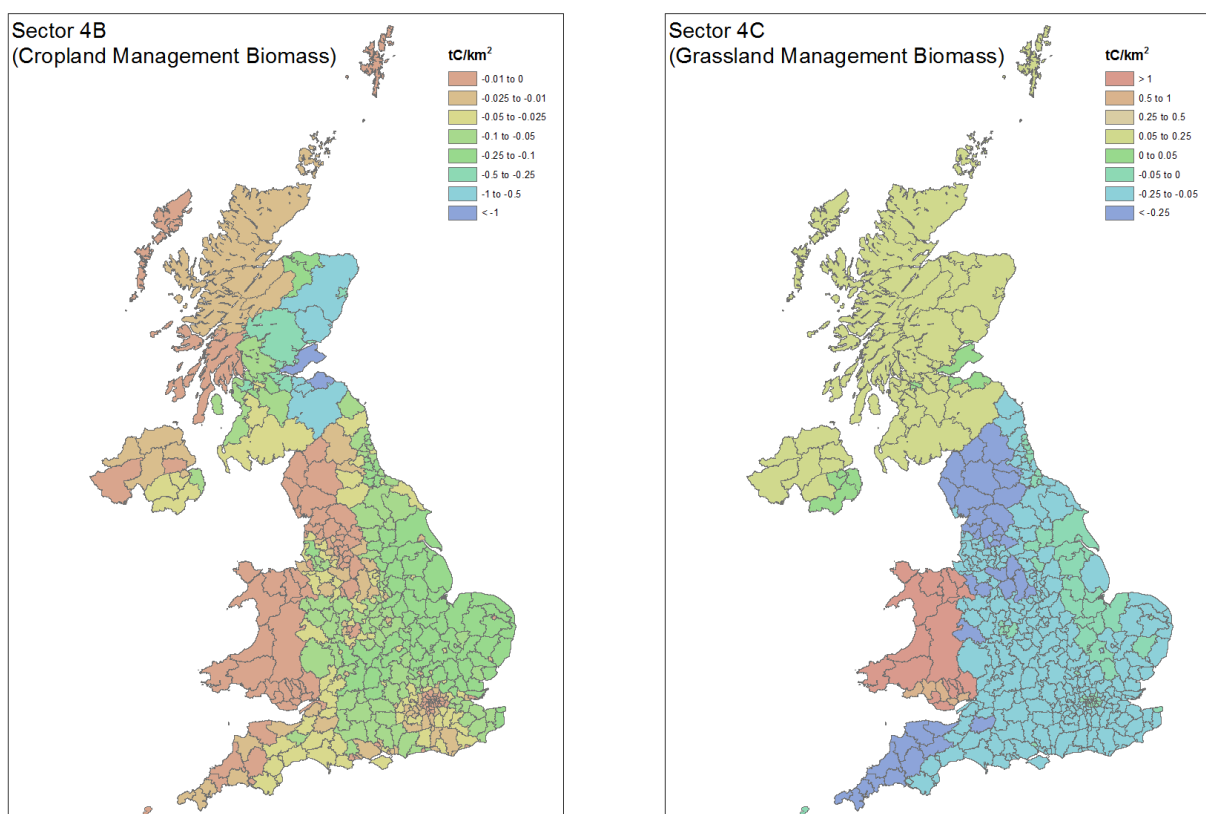 Sector 4B
(Cropland Management Biomass)
tC/km²
-0.01 to 0
-0.025 to -0.01
-0.05 to -0.025
-0.1 to -0.05
-0.25 to -0.1
-0.5 to -0.25
-1 to -0.5
< -1
Sector 4C
(Grassland Management Biomass)
tC/km²
> 1
0.5 to 1
0.25 to 0.5
0.05 to 0.25
0 to 0.05
-0.05 to 0
-0.25 to -0.05
< -0.25